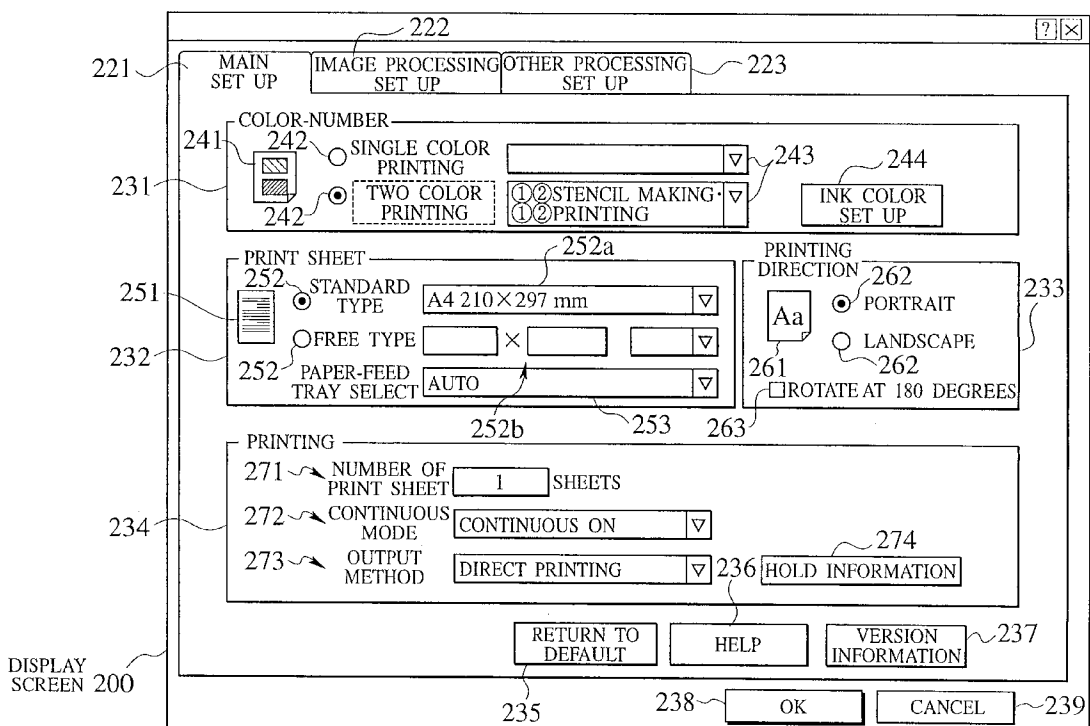 ? ×
222
221
MAIN
SET UP
IMAGE PROCESSING
SET UP
OTHER PROCESSING
SET UP
223
COLOR-NUMBER
241
242
SINGLE COLOR
PRINTING
243
244
231
242
TWO COLOR
PRINTING
①②STENCIL MAKING·
①②PRINTING
INK COLOR
SET UP
PRINT SHEET
252a
252
251
STANDARD
TYPE
A4 210×297 mm
FREE TYPE
×
232
252
PAPER-FEED
TRAY SELECT
AUTO
252b
253
PRINTING
DIRECTION
262
233
Aa
PORTRAIT
LANDSCAPE
261
262
ROTATE AT 180 DEGREES
263
PRINTING
271
NUMBER OF
PRINT SHEET
1
SHEETS
234
272
CONTINUOUS
MODE
CONTINUOUS ON
273
OUTPUT
METHOD
DIRECT PRINTING
236
274
HOLD INFORMATION
RETURN TO
DEFAULT
HELP
VERSION
INFORMATION
237
DISPLAY
SCREEN 200
235
238
OK
CANCEL
239